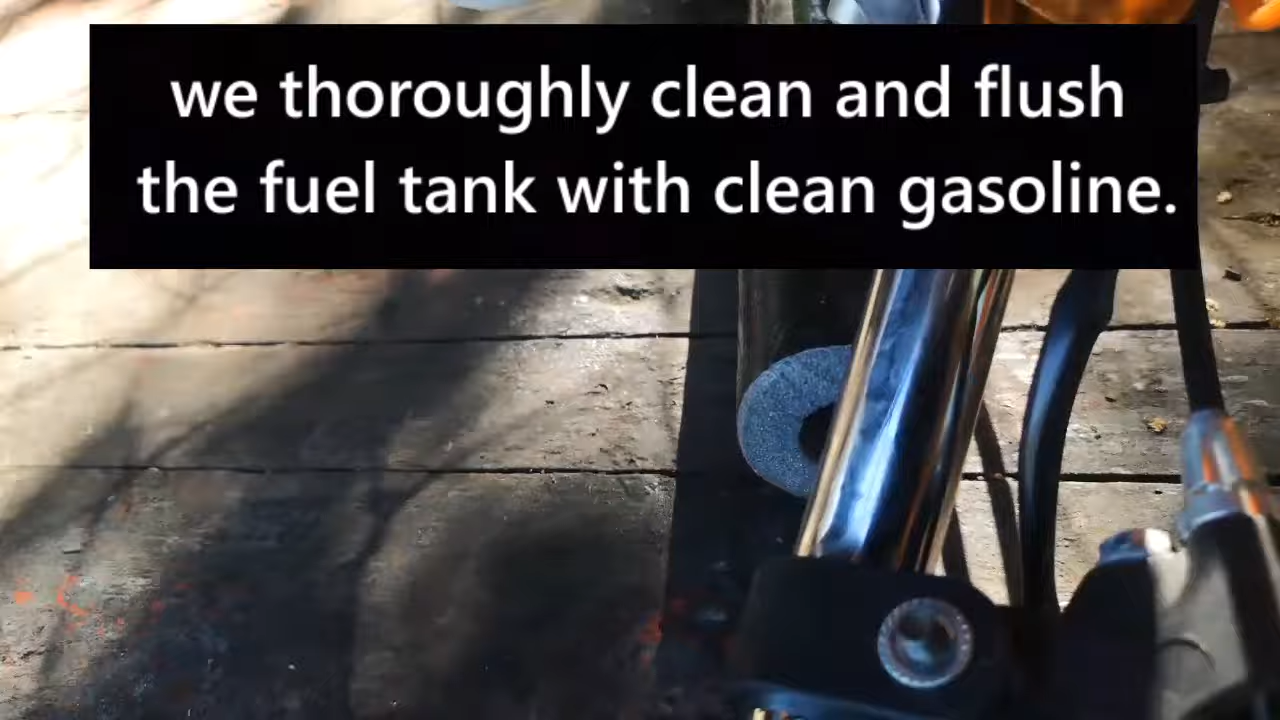 we thoroughly clean and flush
the fuel tank with clean gasoline.